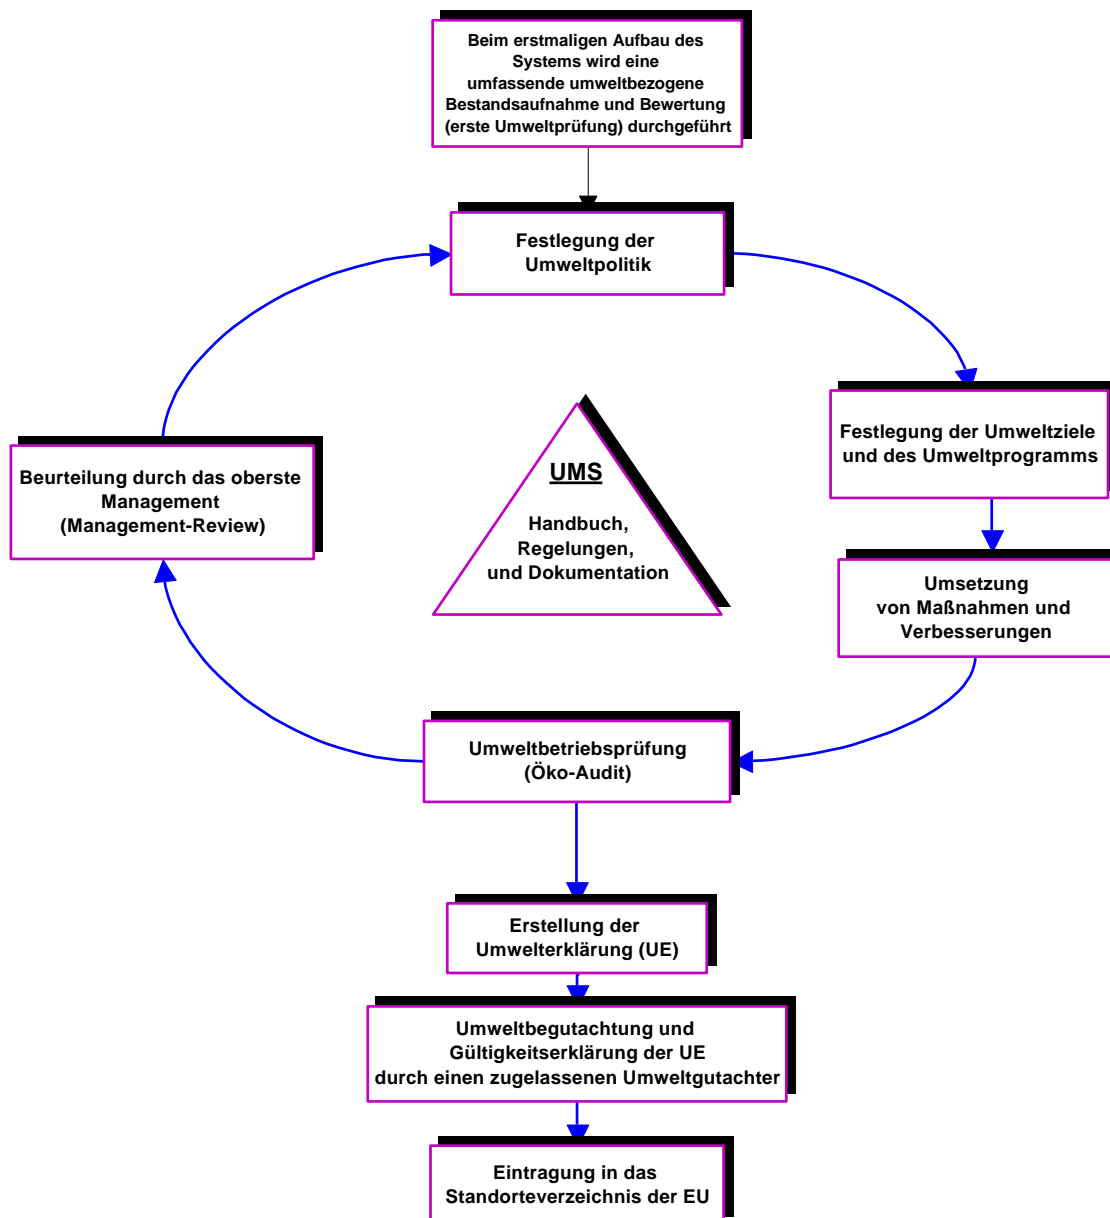 Beim erstmaligen Aufbau des
Systems wird eine
umfassende umweltbezogene
Bestandsaufnahme und Bewertung
(erste Umweltprüfung) durchgeführt
Festlegung der
Umweltpolitik
Festlegung der Umweltziele
und des Umweltprogramms
Umsetzung
von Maßnahmen und
Verbesserungen
Umweltbetriebsprüfung
(Öko-Audit)
Beurteilung durch das oberste
Management
(Management-Review)
UMS
Handbuch,
Regelungen,
und Dokumentation
Erstellung der
Umwelterklärung (UE)
Umweltbegutachtung und
Gültigkeitserklärung der UE
durch einen zugelassenen Umweltgutachter
Eintragung in das
Standorteverzeichnis der EU